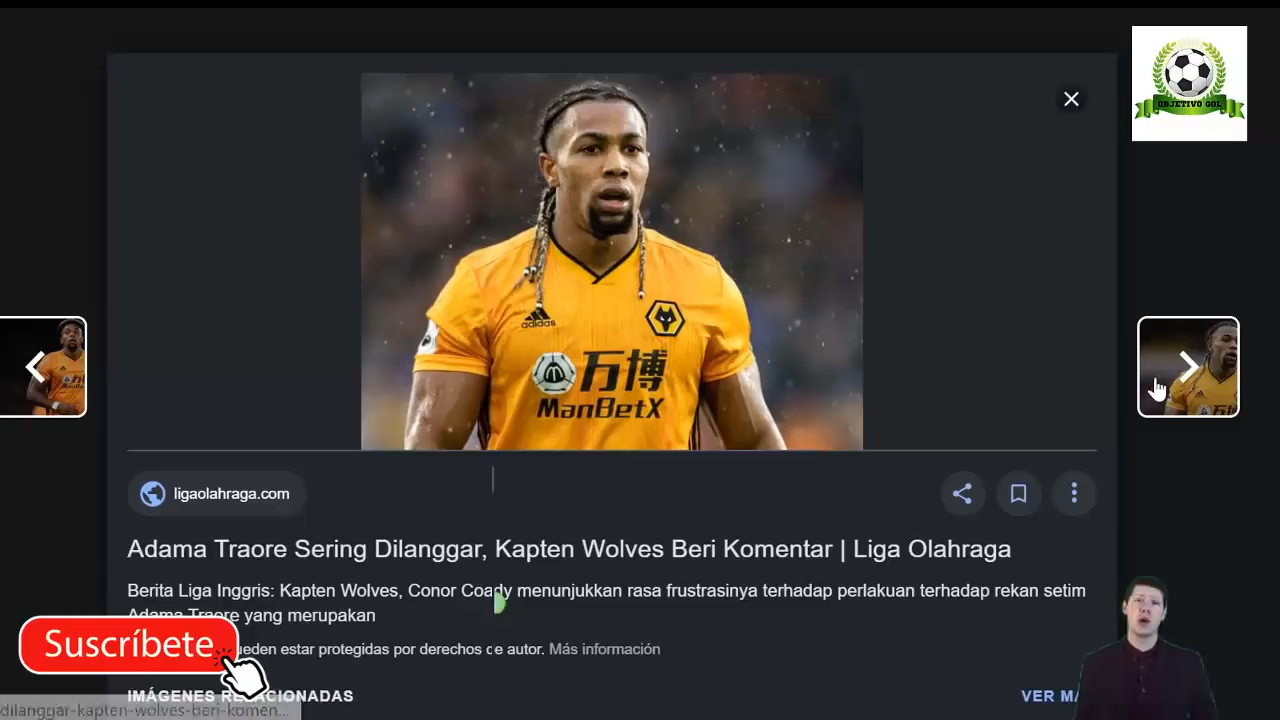 OBJETIVO GOL
adidas
万博
ManBetX
ligaolahraga.com
Adama Traore Sering Dilanggar, Kapten Wolves Beri Komentar | Liga Olahraga
Berita Liga Inggris: Kapten Wolves, Conor Coady menunjukkan rasa frustrasinya terhadap perlakuan terhadap rekan setim
Adama Traore yang merupakan
Suscríbete
estar protegidas por derechos de autor. Más información
IMÁGENES RELACIONADAS
VER
dilanggar-kapten-wolves-beri-komen...